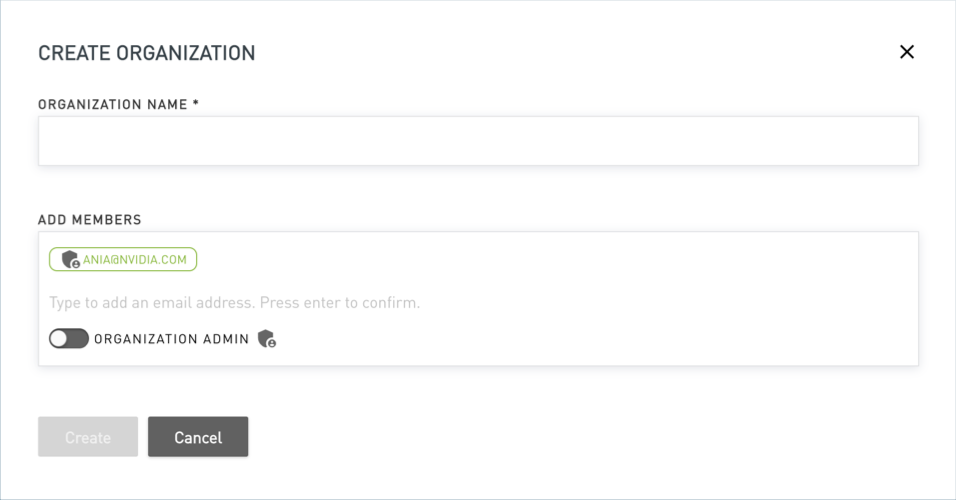 CREATE ORGANIZATION
ORGANIZATION NAME *
ADD MEMBERS
ANIA@NVIDIA.COM
Type to add an email address. Press enter to confirm.
ORGANIZATION ADMIN
Create Cancel